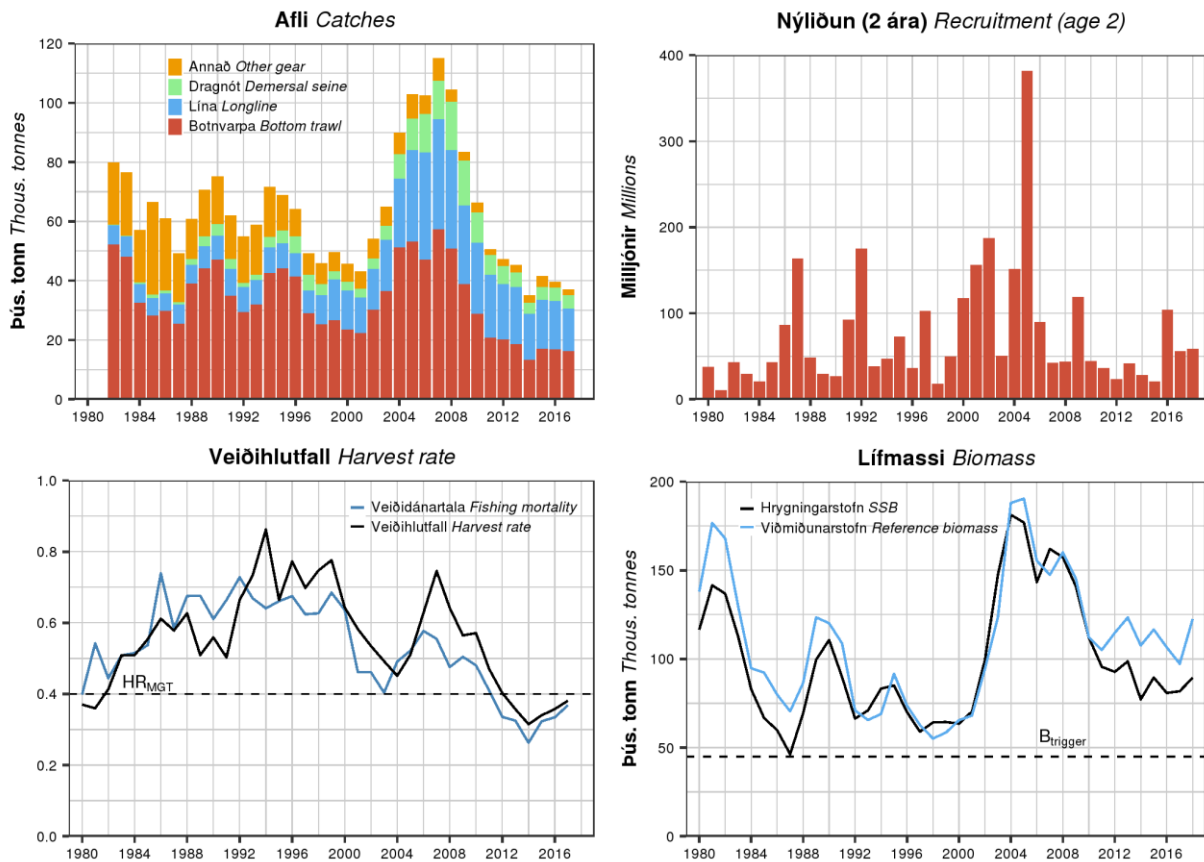 Afli Catches
Þús. tonn Thous. tonnes
120
100
80
60
40
20
0
Annað Other gear
Dragnót Demersal seine
Lína Longline
Botnvarpa Bottom trawl
1980 1984 1988 1992 1996 2000 2004 2008 2012 2016
Nýliðun (2 ára) Recruitment (age 2)
Milljónir Millions
400
300
200
100
0
1980 1984 1988 1992 1996 2000 2004 2008 2012 2016
Veiðihlutfall Harvest rate
1.0
0.8
0.6
0.4
0.2
0.0
Veiðidánartala Fishing mortality
Veiðihlutfall Harvest rate
HRMGT
1980 1984 1988 1992 1996 2000 2004 2008 2012 2016
Lífmassi Biomass
Þús. tonn Thous. tonnes
200
150
100
50
0
Hrygningarstofn SSB
Viðmiðunarstofn Reference biomass
Btrigger
1980 1984 1988 1992 1996 2000 2004 2008 2012 2016